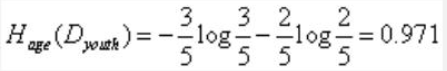 H_age(D_youth) = -3/5 log 3/5 - 2/5 log 2/5 = 0.971